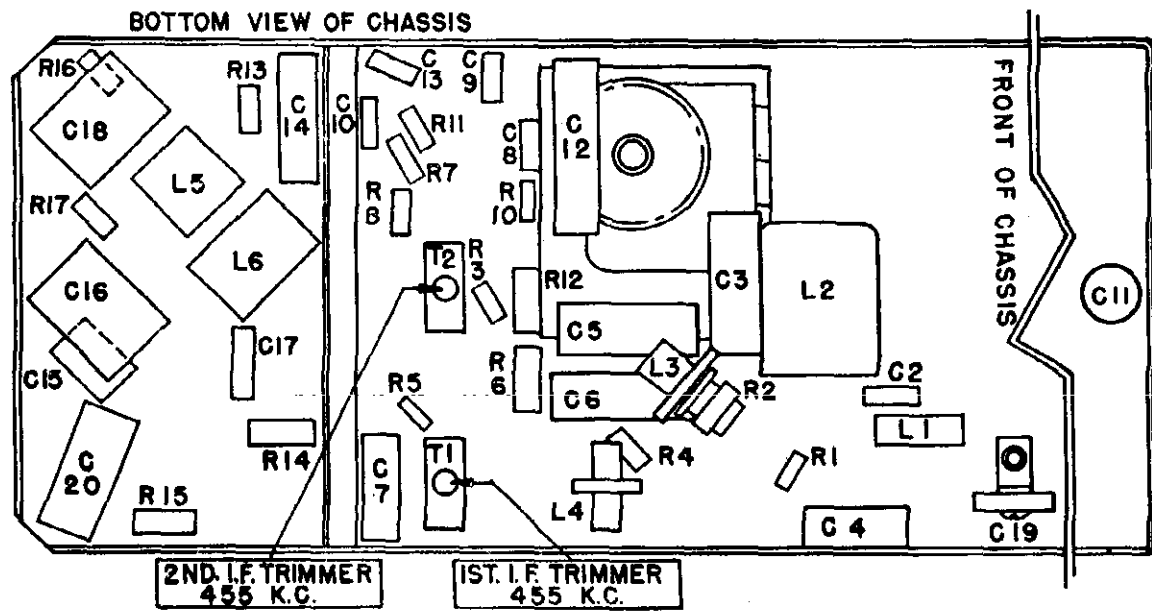 BOTTOM VIEW OF CHASSIS
R16
R13
C 14
C 10
C 13
C 9
C18
R11
C 8
C 12
R7
L5
R 8
R 10
R17
FRONT OF CHASSIS
L6
T2
R 3
R12
C3
L2
C11
C16
C5
C17
L3
C15
R 6
C6
R2
C2
R5
L1
C 20
R14
C 7
T1
R4
R1
R15
L4
C 4
C19
2ND. I.F. TRIMMER
455 K.C.
1ST. I.F. TRIMMER
455 K.C.